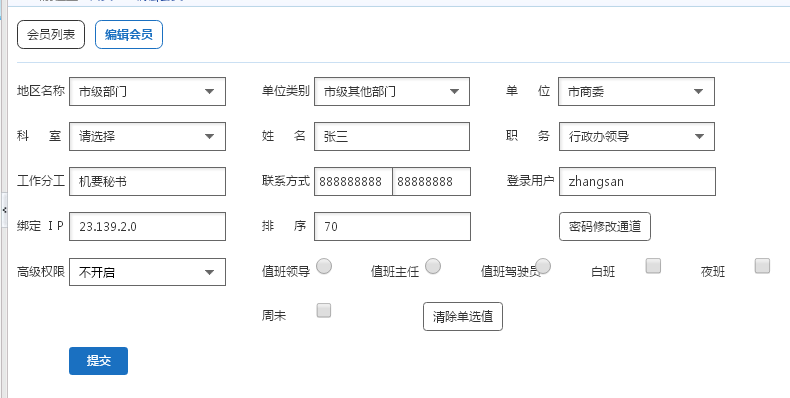 会员列表 编辑会员
地区名称 市级部门 单位类别 市级其他部门 单 位 市商委
科 室 请选择 姓 名 张三 职 务 行政办领导
工作分工 机要秘书 联系方式 888888888 88888888 登录用户 zhangsan
绑定 IP 23.139.2.0 排 序 70 密码修改通道
高级权限 不开启 值班领导 值班主任 值班驾驶员 白班 夜班
周未 清除单选值
提交